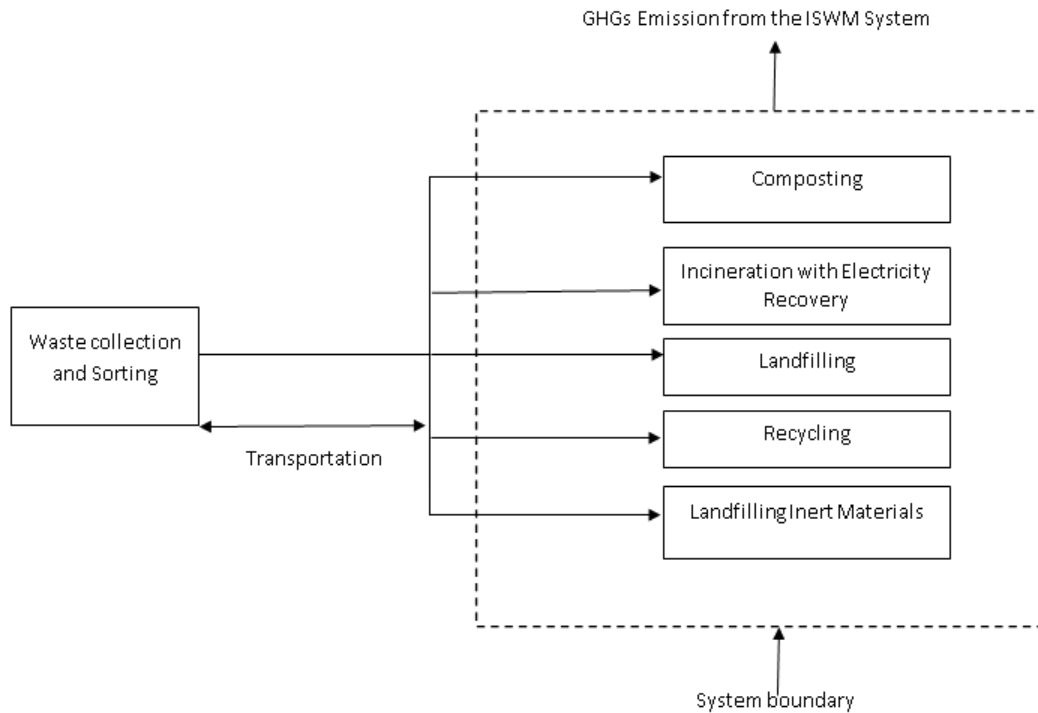 GHGs Emission from the ISWM System
Composting
Incineration with Electricity
Recovery
Waste collection
and Sorting
Landfilling
Recycling
Transportation
Landfilling Inert Materials
System boundary